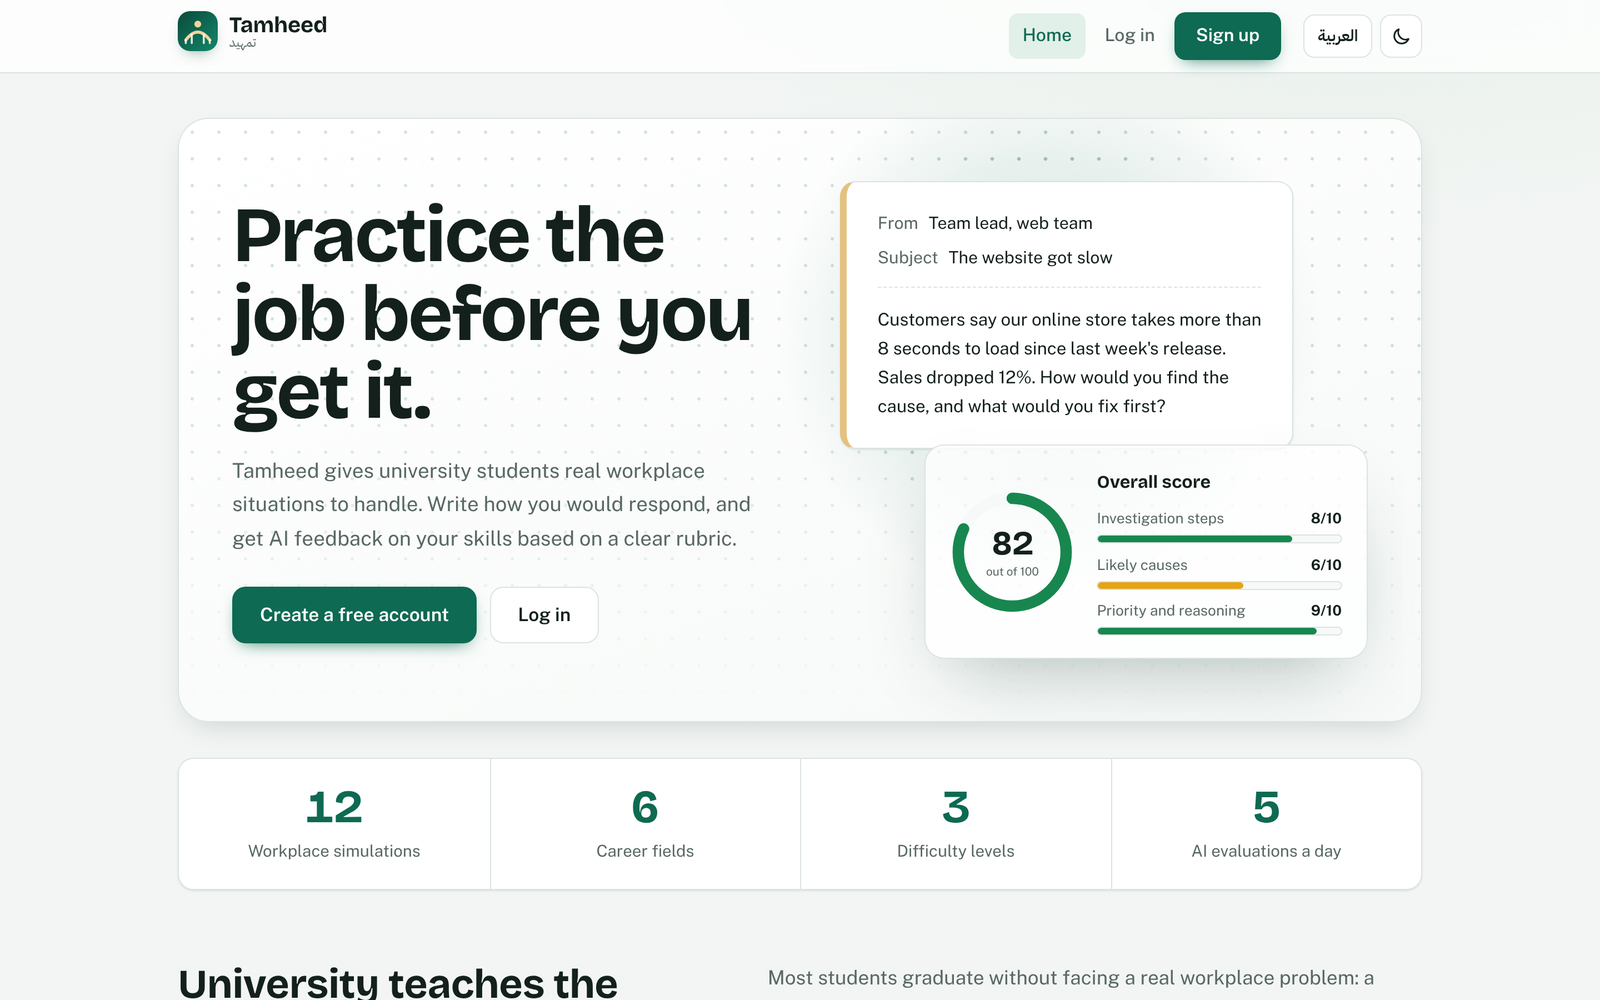 Tamheed
تمهيد
Home
Log in
Sign up
العربية
Practice the
job before you
get it.
Tamheed gives university students real workplace
situations to handle. Write how you would respond, and
get AI feedback on your skills based on a clear rubric.
Create a free account
Log in
From Team lead, web team
Subject The website got slow
Customers say our online store takes more than
8 seconds to load since last week's release.
Sales dropped 12%. How would you find the
cause, and what would you fix first?
82
out of 100
Overall score
Investigation steps 8/10
Likely causes 6/10
Priority and reasoning 9/10
12
Workplace simulations
6
Career fields
3
Difficulty levels
5
AI evaluations a day
University teaches the
Most students graduate without facing a real workplace problem: a